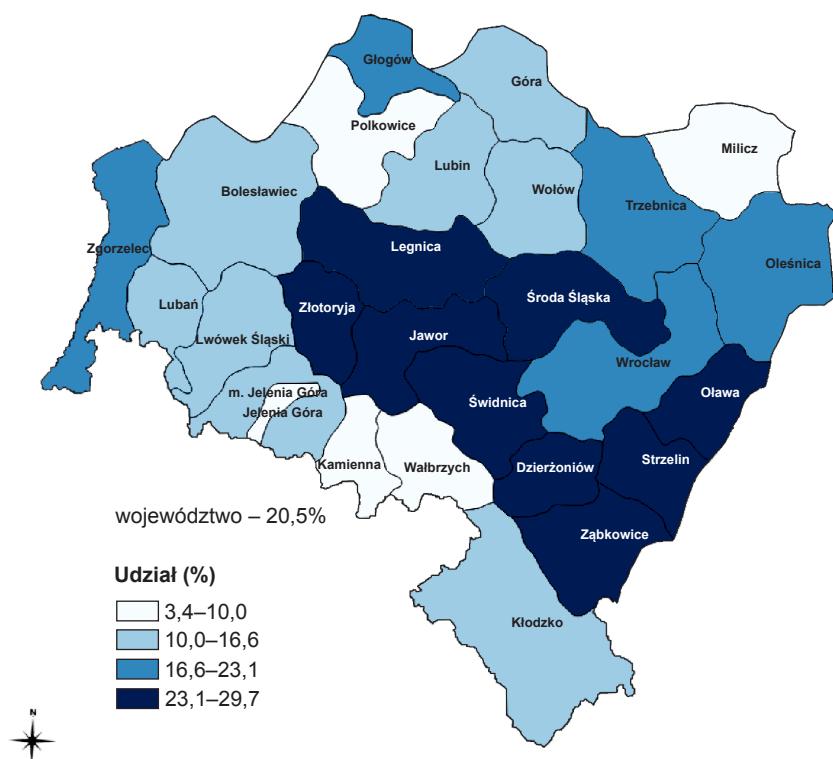 Głogów
Góra
Polkowice
Milicz
Lubin
Bolesławiec
Wołów
Trzebnica
Zgorzelec
Legnica
Oleśnica
Lubań
Złotoryja
Środa Śląska
Lwówek Śląski
Jawor
Wrocław
m. Jelenia Góra
Oława
Świdnica
Jelenia Góra
Kamienna
Wałbrzych
Dzierżoniów
Strzelin
województwo – 20,5%
Ząbkowice
Udział (%)
3,4–10,0
10,0–16,6
16,6–23,1
23,1–29,7
Kłodzko
N